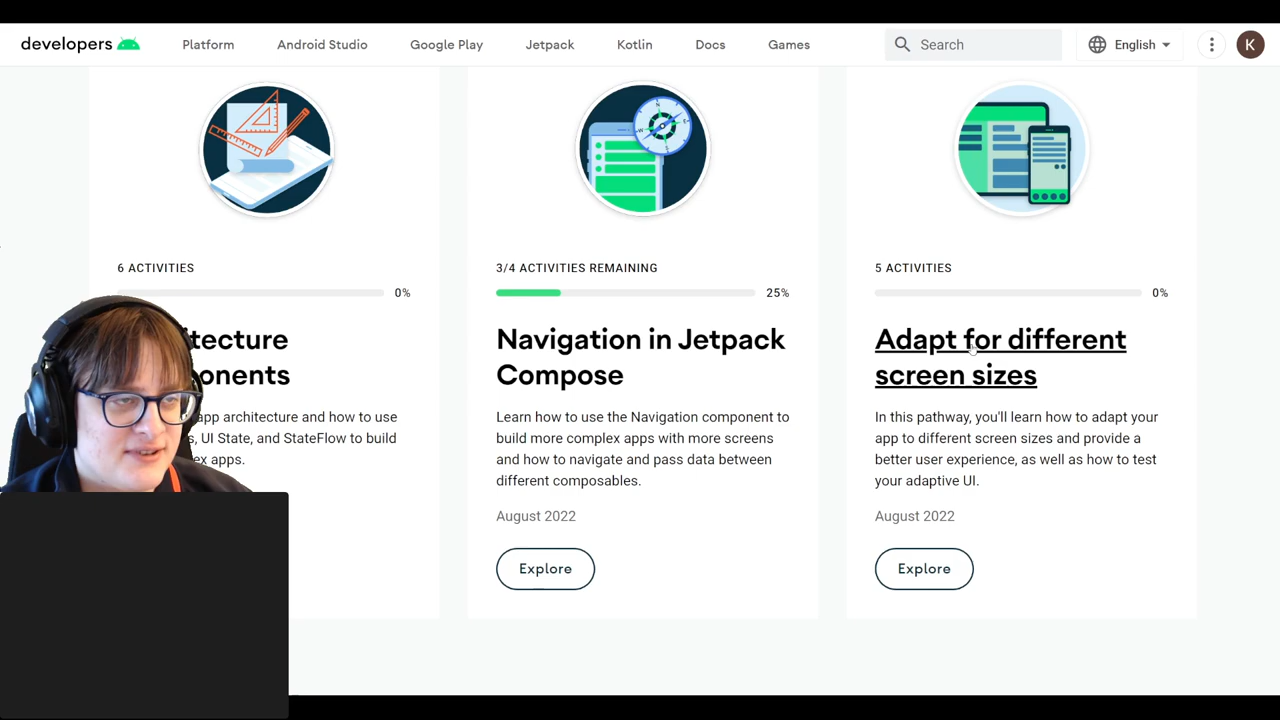 developers
Platform
Android Studio
Google Play
Jetpack
Kotlin
Docs
Games
Search
English
K
6 ACTIVITIES
0%
itecture
onents
app architecture and how to use
s, UI State, and StateFlow to build
ex apps.
3/4 ACTIVITIES REMAINING
25%
Navigation in Jetpack
Compose
Learn how to use the Navigation component to
build more complex apps with more screens
and how to navigate and pass data between
different composables.
August 2022
Explore
5 ACTIVITIES
0%
Adapt for different
screen sizes
In this pathway, you'll learn how to adapt your
app to different screen sizes and provide a
better user experience, as well as how to test
your adaptive UI.
August 2022
Explore